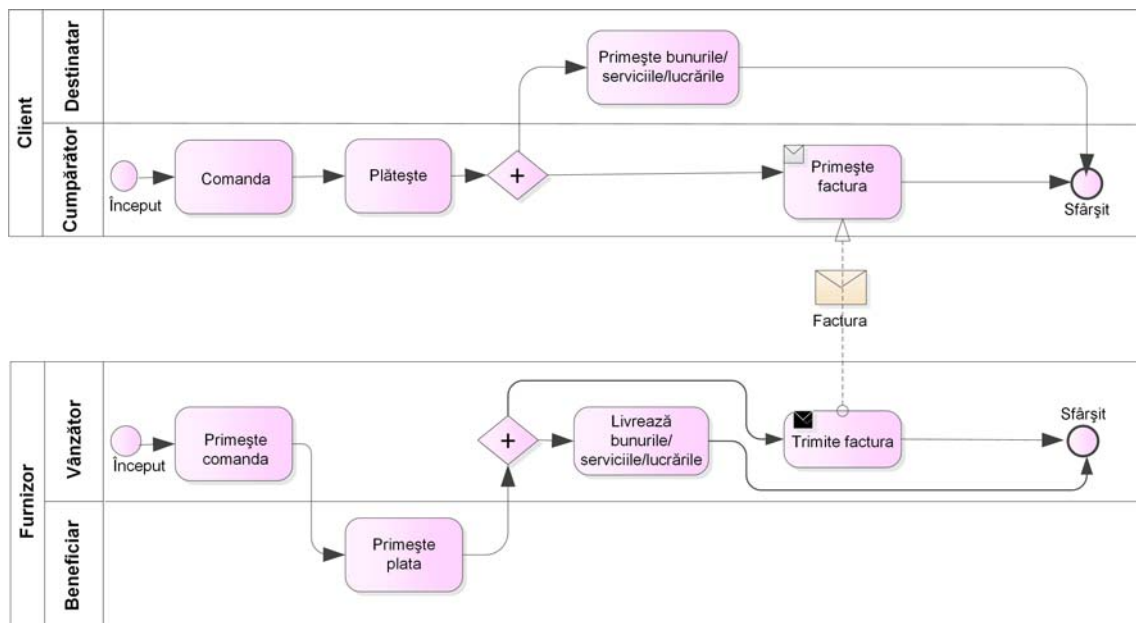 Client
Destinatar
Primeşte bunurile/
serviciile/lucrările
Cumpărător
Început
Comanda
Plăteşte
+
Primeşte
factura
Sfârşit
Factura
Furnizor
Vânzător
Început
Primeşte
comanda
+
Livrează
bunurile/
serviciile/lucrările
Trimite factura
Sfârşit
Beneficiar
Primeşte
plata